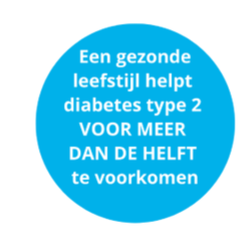 Een gezonde
leefstijl helpt
diabetes type 2
VOOR MEER
DAN DE HELFT
te voorkomen